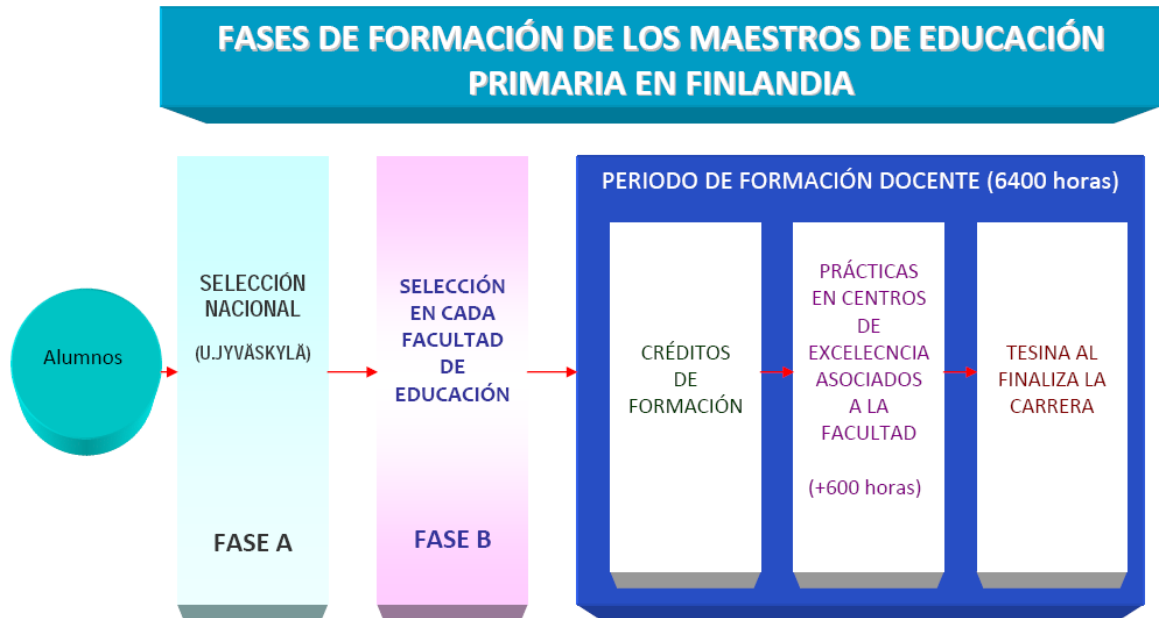 FASES DE FORMACIÓN DE LOS MAESTROS DE EDUCACIÓN
PRIMARIA EN FINLANDIA
Alumnos
SELECCIÓN
NACIONAL
(U.JYVÄSKYLÄ)
FASE A
SELECCIÓN
EN CADA
FACULTAD
DE
EDUCACIÓN
FASE B
PERIODO DE FORMACIÓN DOCENTE (6400 horas)
CRÉDITOS
DE
FORMACIÓN
PRÁCTICAS
EN CENTROS
DE
EXCELECNCIA
ASOCIADOS
A LA
FACULTAD
(+600 horas)
TESINA AL
FINALIZA LA
CARRERA